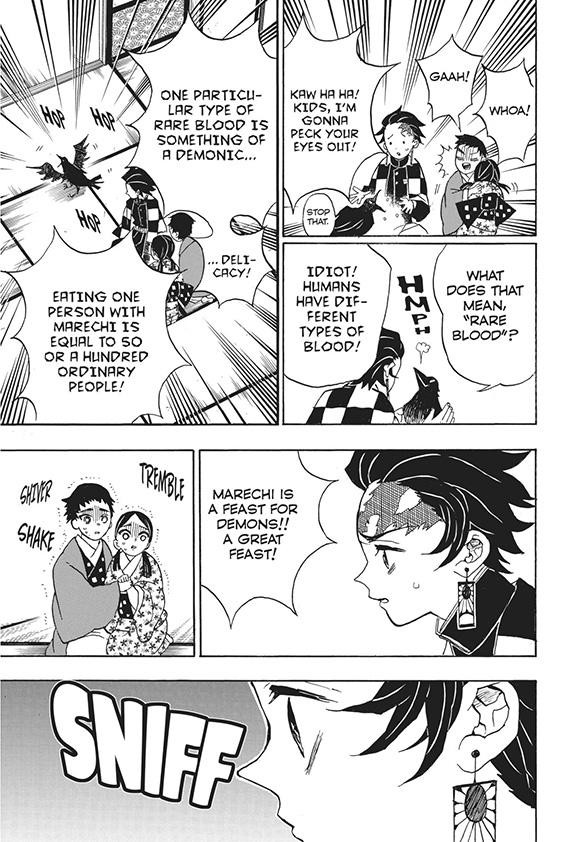 KAW HA HA!
KIDS, I'M
GONNA
PECK YOUR
EYES OUT!
GAAH!
WHOA!
STOP
THAT.
WHAT
DOES THAT
MEAN,
"RARE
BLOOD"?
HMPH
IDIOT!
HUMANS
HAVE DIF-
FERENT
TYPES OF
BLOOD!
ONE PARTICU-
LAR TYPE OF
RARE BLOOD IS
SOMETHING OF
A DEMONIC...
HOP
HOP
HOP
... DELI-
CACY!
EATING ONE
PERSON WITH
MARECHI IS
EQUAL TO 50
OR A HUNDRED
ORDINARY
PEOPLE!
MARECHI IS
A FEAST FOR
DEMONS!!
A GREAT
FEAST!
TREMBLE
SHIVER
SHAKE
SNIFF